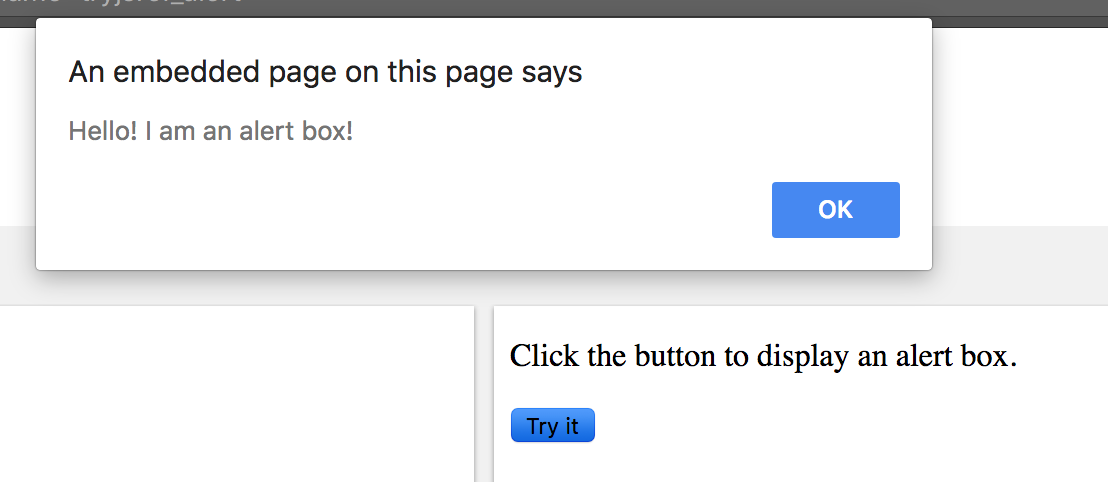 An embedded page on this page says
Hello! I am an alert box!
OK
Click the button to display an alert box.
Try it